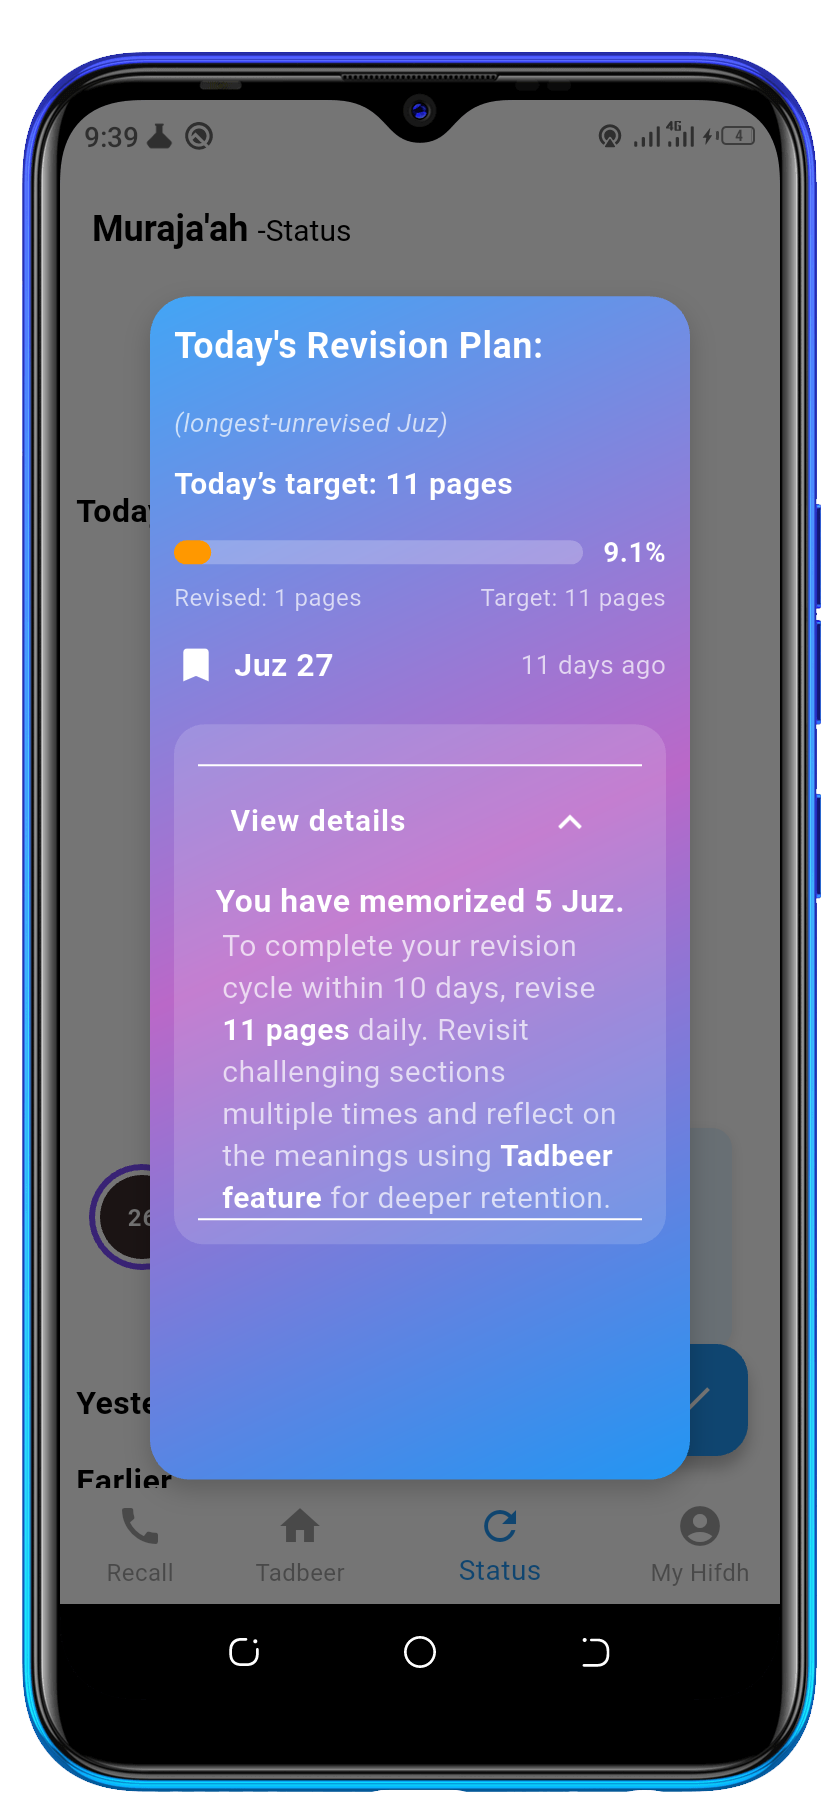 9:39
4G
4
Muraja'ah -Status
Today's Revision Plan:
(longest-unrevised Juz)
Today’s target: 11 pages
9.1%
Revised: 1 pages Target: 11 pages
Juz 27 11 days ago
View details
You have memorized 5 Juz.
To complete your revision
cycle within 10 days, revise
11 pages daily. Revisit
challenging sections
multiple times and reflect on
the meanings using Tadbeer
feature for deeper retention.
Today
26
Yeste
Earlier
Recall Tadbeer Status My Hifdh